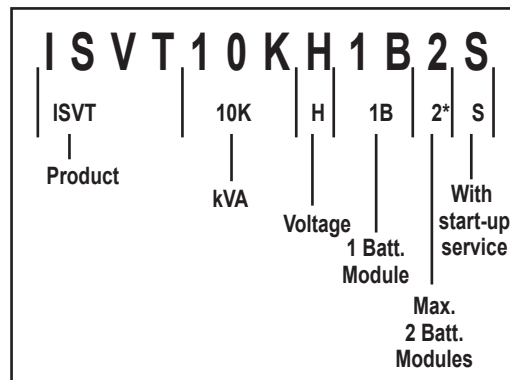 ISVT10KH1B2S
ISVT 10K H 1B 2* S
Product
kVA
Voltage
1 Batt.
Module
Max.
2 Batt.
Modules
With
start-up
service